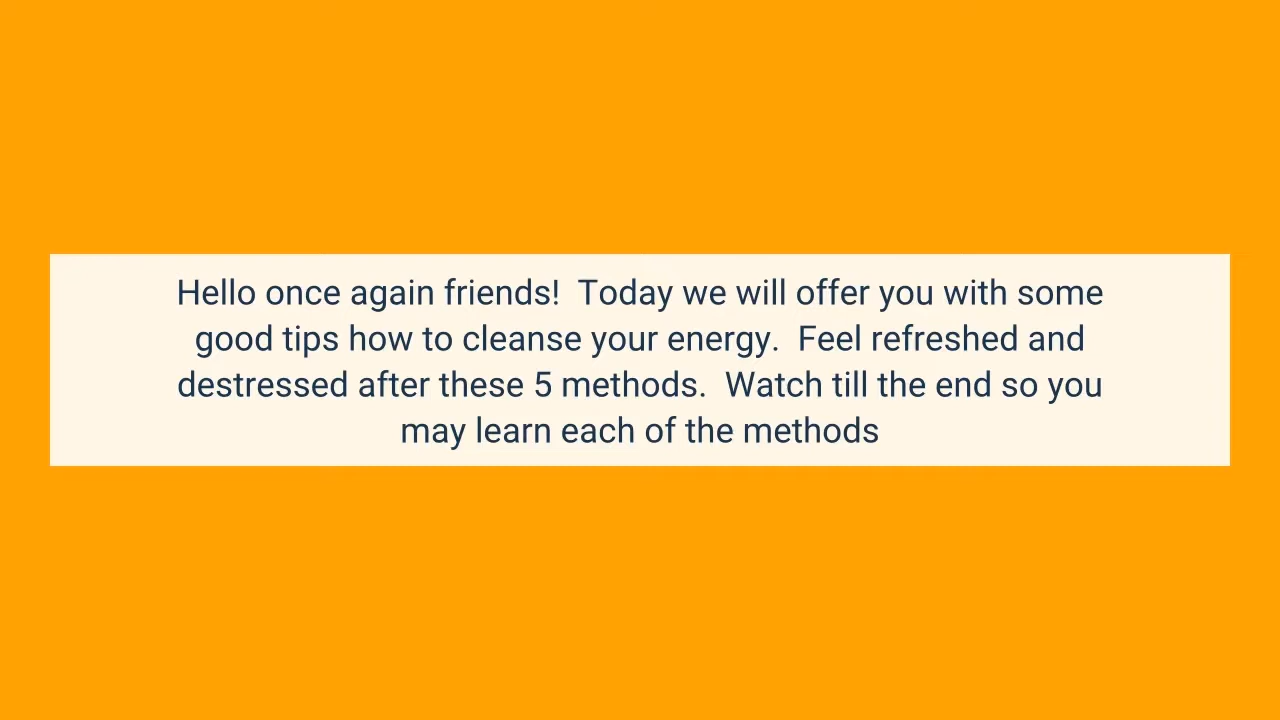 Hello once again friends!  Today we will offer you with some
good tips how to cleanse your energy.  Feel refreshed and
destressed after these 5 methods.  Watch till the end so you
may learn each of the methods